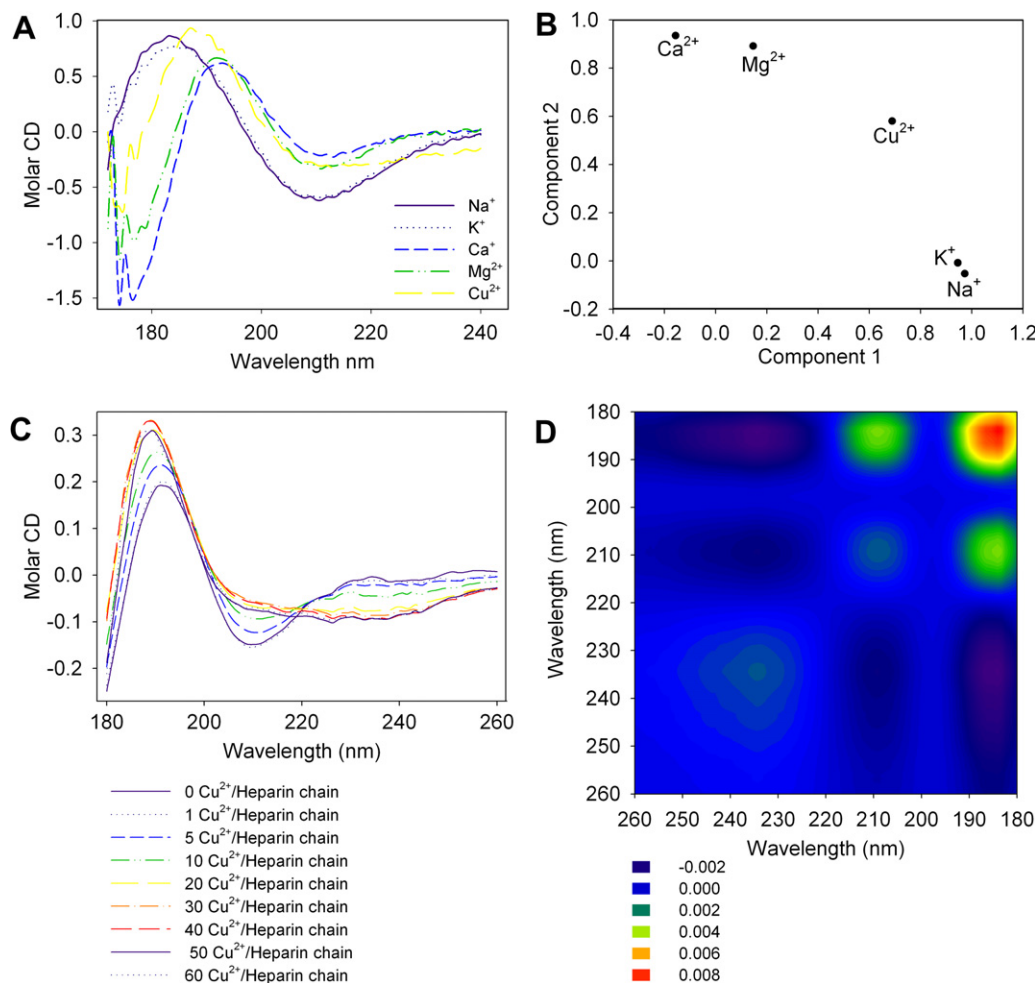 A
1.0
0.5
0.0
-0.5
-1.0
-1.5
Molar CD
180 200 220 240
Wavelength nm
Na⁺
K⁺
Ca⁺
Mg²⁺
Cu²⁺
B
1.0
0.8
0.6
0.4
0.2
0.0
-0.2
Component 2
-0.4 -0.2 0.0 0.2 0.4 0.6 0.8 1.0 1.2
Component 1
Ca²⁺
Mg²⁺
Cu²⁺
K⁺
Na⁺
C
0.3
0.2
0.1
0.0
-0.1
-0.2
Molar CD
180 200 220 240 260
Wavelength (nm)
0 Cu²⁺/Heparin chain
1 Cu²⁺/Heparin chain
5 Cu²⁺/Heparin chain
10 Cu²⁺/Heparin chain
20 Cu²⁺/Heparin chain
30 Cu²⁺/Heparin chain
40 Cu²⁺/Heparin chain
50 Cu²⁺/Heparin chain
60 Cu²⁺/Heparin chain
D
180
190
200
210
220
230
240
250
260
Wavelength (nm)
260 250 240 230 220 210 200 190 180
Wavelength (nm)
-0.002
0.000
0.002
0.004
0.006
0.008